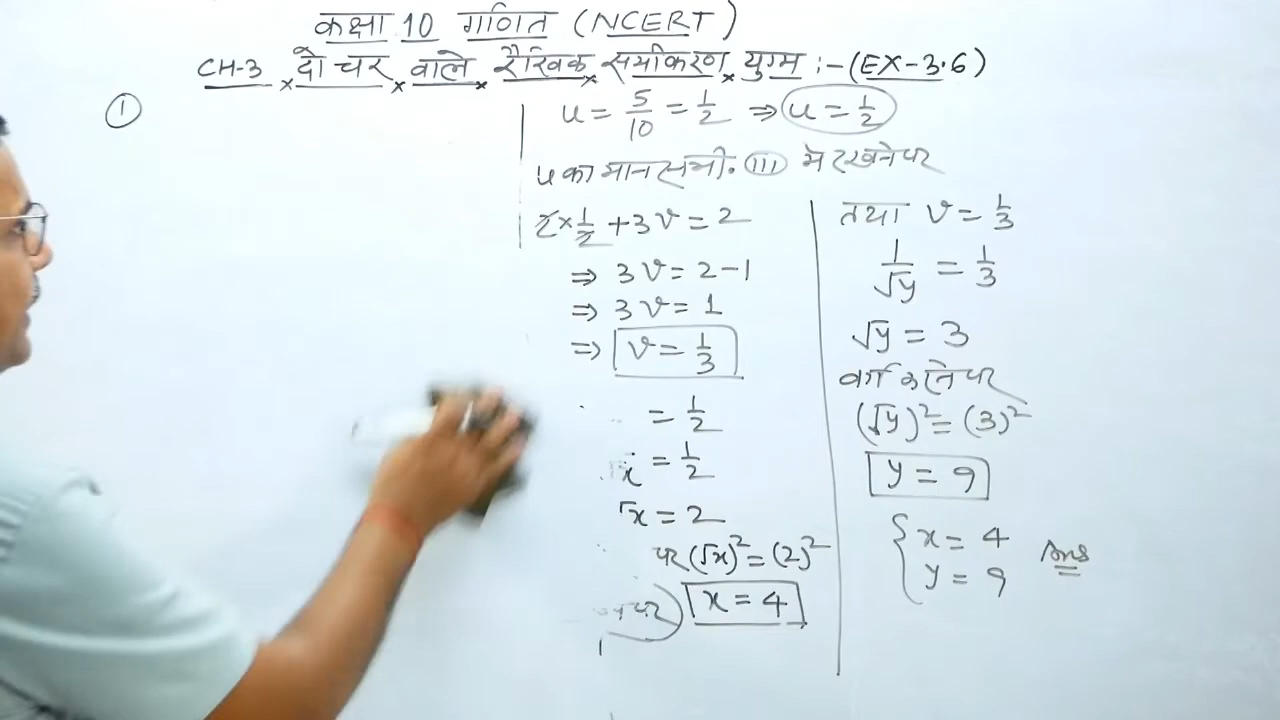 कक्षा 10 गणित (NCERT)
CH-3 × दो चर × वाले × रैखिक × समीकरण × युग्म :- (EX-3.6)
①
u = 5/10 = 1/2 ⇒ u = 1/2
u का मान समी. (III) मे रखने पर
2×1/2 + 3v = 2
⇒ 3v = 2-1
⇒ 3v = 1
⇒ v = 1/3
= 1/2
x = 1/2
√x = 2
पर (√x)² = (2)²
पर x = 4
तथा v = 1/3
1/√y = 1/3
√y = 3
वर्ग करने पर
(√y)² = (3)²
y = 9
x = 4
y = 9 Ans